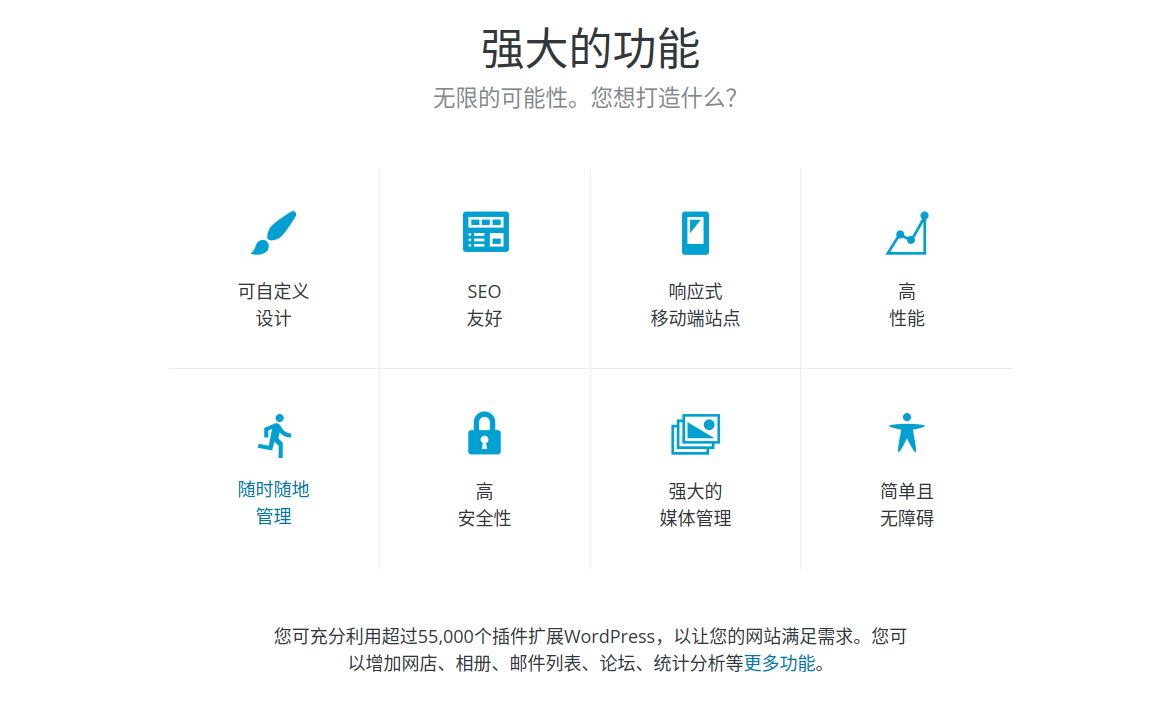 强大的功能
无限的可能性。您想打造什么？
可自定义
设计
SEO
友好
响应式
移动端站点
高
性能
随时随地
管理
高
安全性
强大的
媒体管理
简单且
无障碍
您可充分利用超过55,000个插件扩展WordPress，以让您的网站满足需求。您可
以增加网店、相册、邮件列表、论坛、统计分析等更多功能。